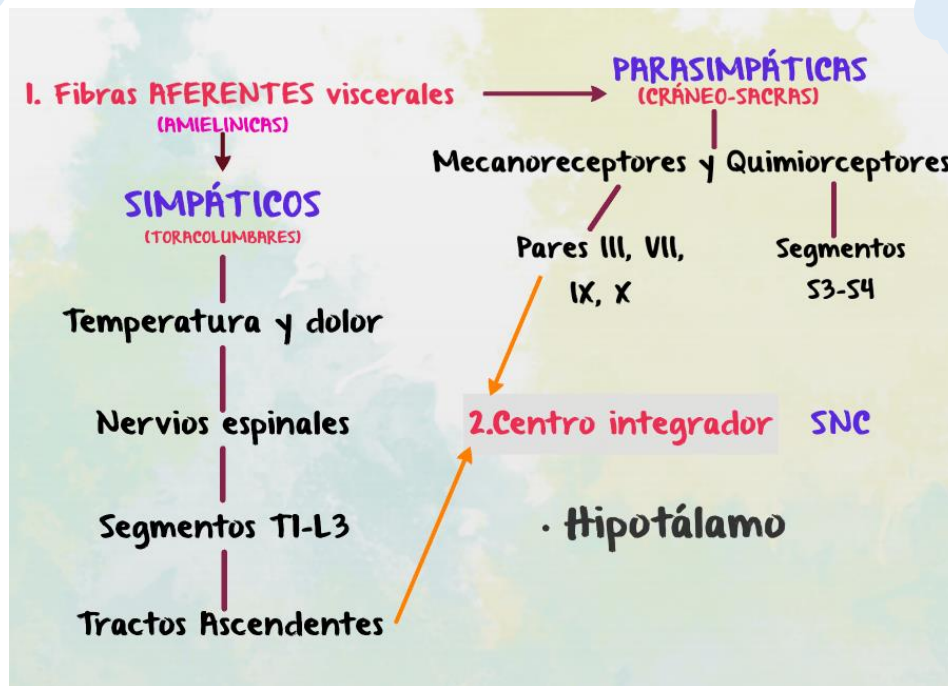 1. Fibras AFERENTES viscerales
(AMIELINICAS)
SIMPÁTICOS
(TORACOLUMBARES)
Temperatura y dolor
Nervios espinales
Segmentos T1-L3
Tractos Ascendentes
PARASIMPÁTICAS
(CRÁNEO-SACRAS)
Mecanoreceptores y Quimiorceptores
Pares III, VII,
IX, X
Segmentos
S3-S4
2.Centro integrador SNC
· Hipotálamo